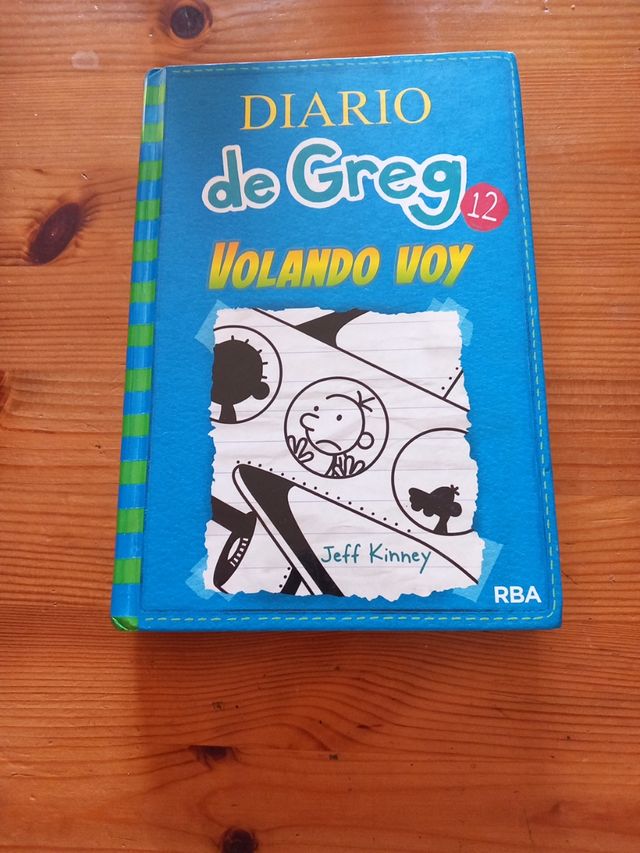 DIARIO
de Greg 12
VOLANDO VOY
Jeff Kinney
RBA